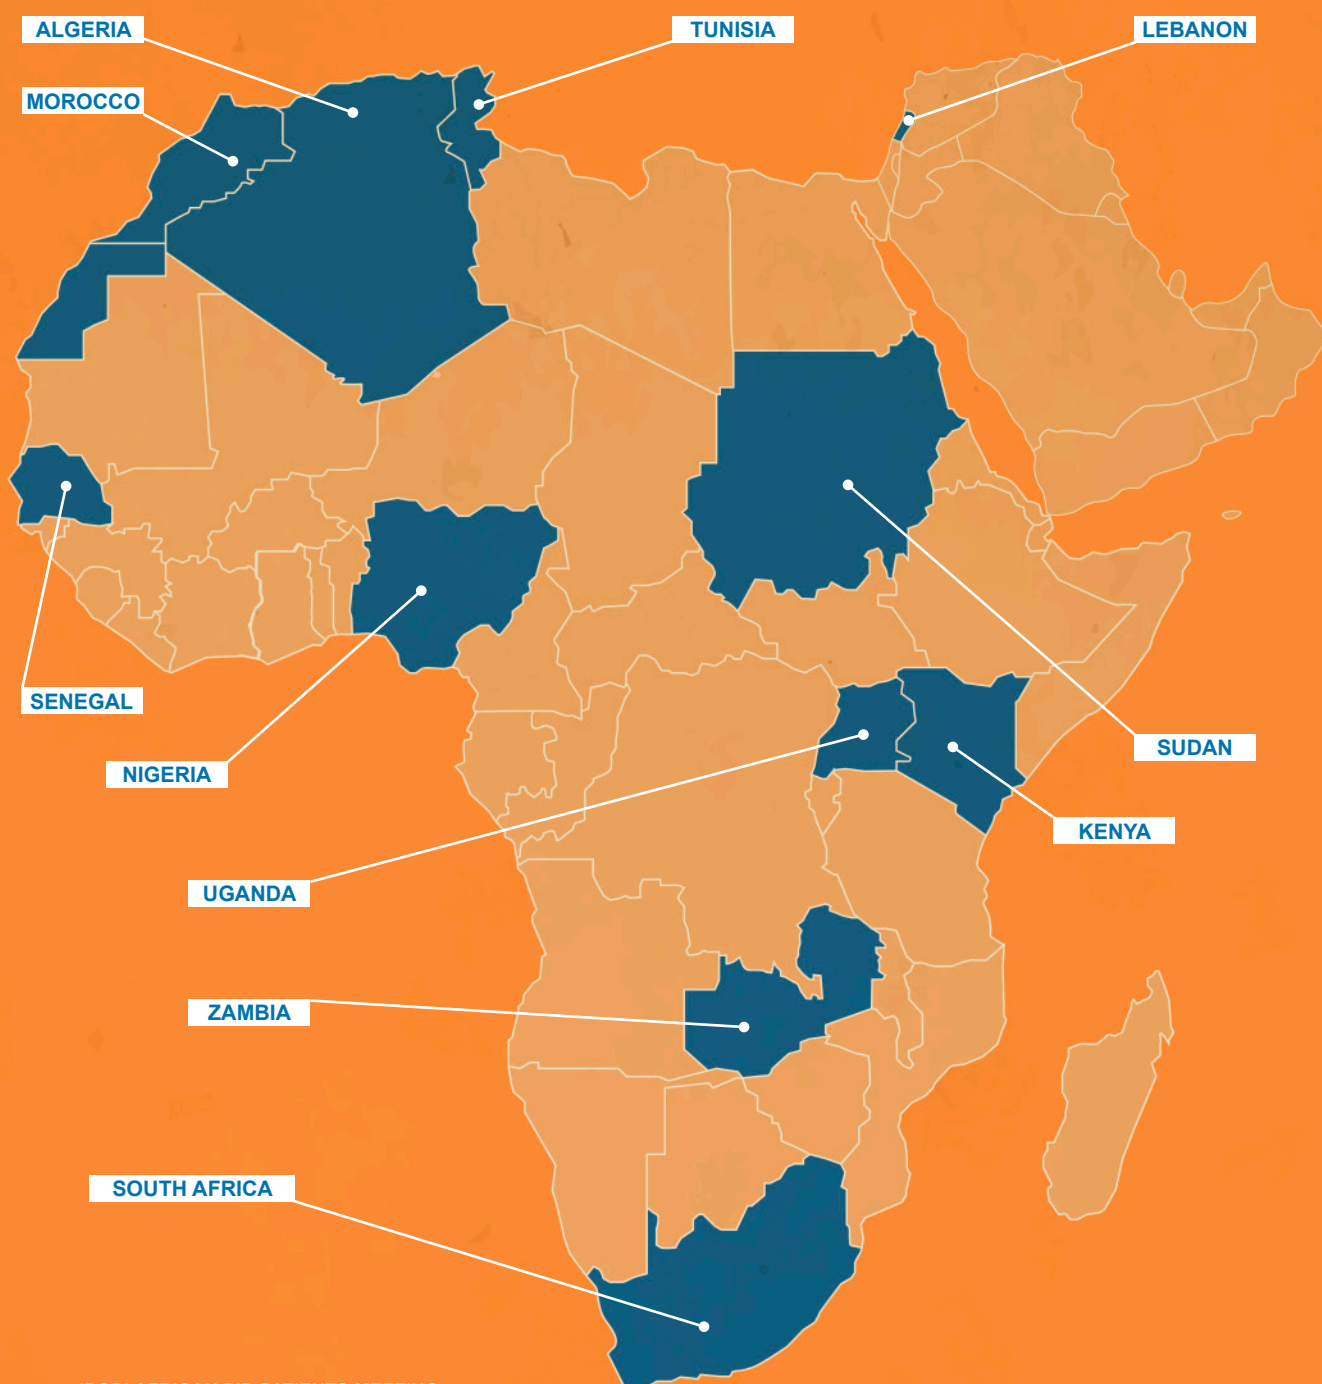 ALGERIA
TUNISIA
LEBANON
MOROCCO
SENEGAL
SUDAN
NIGERIA
KENYA
UGANDA
ZAMBIA
SOUTH AFRICA